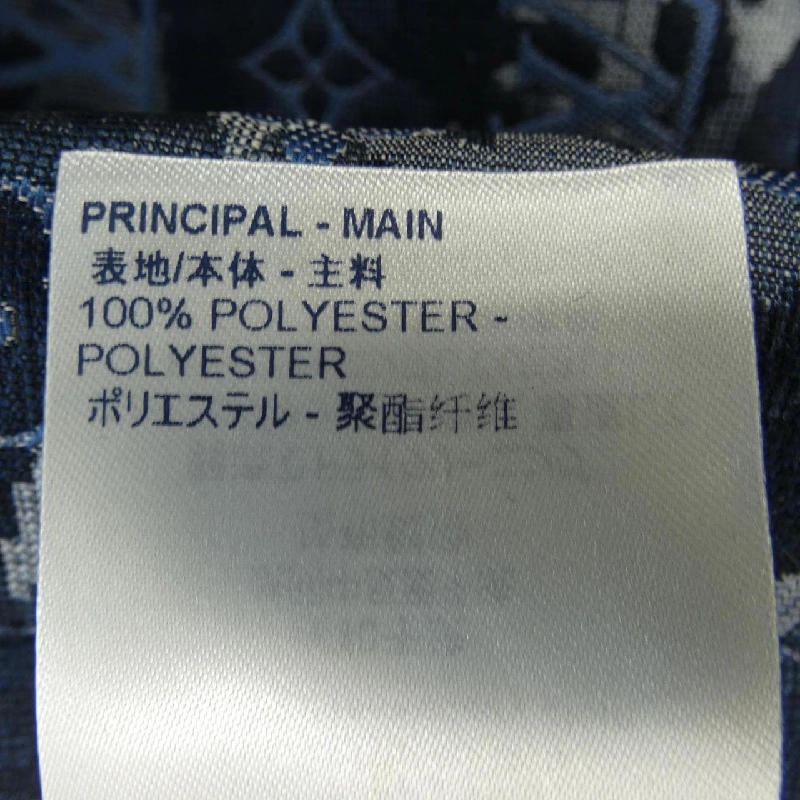 PRINCIPAL - MAIN
表地/本体 - 主料
100% POLYESTER -
POLYESTER
ポリエステル - 聚酯纤维